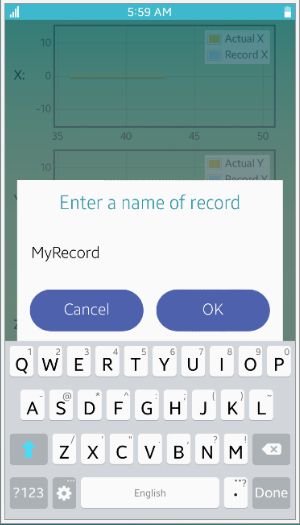 5:59 AM
10
Actual X
Record X
X:
0
-10
35 40 45 50
10
Actual Y
Record Y
Enter a name of record
MyRecord
Cancel OK
1 2 3 4 5 6 7 8 9 0
Q W E R T Y U I O P
A S D F G H J K L
@ * ^ : ; ( ) ~
Z X C V B N M
/ ' " . , ? !
?123 English . Done